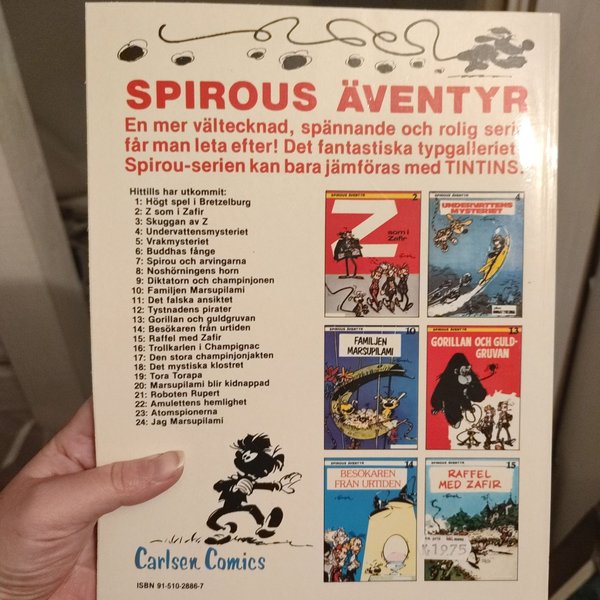 SPIROUS ÄVENTYR
En mer vältecknad, spännande och rolig serie
får man leta efter! Det fantastiska typgalleriet
Spirou-serien kan bara jämföras med TINTINS.
Hittills har utkommit:
1: Högt spel i Bretzelburg
2: Z som i Zafir
3: Skuggan av Z
4: Undervattensmysteriet
5: Vrakmysteriet
6: Buddhas fånge
7: Spirou och arvingarna
8: Noshörningens horn
9: Diktatorn och champinjonen
10: Familjen Marsupilami
11: Det falska ansiktet
12: Tystnadens pirater
13: Gorillan och guldgruvan
14: Besökaren från urtiden
15: Raffel med Zafir
16: Trollkarlen i Champignac
17: Den stora champinjonjakten
18: Det mystiska klostret
19: Tora Torapa
20: Marsupilami blir kidnappad
21: Roboten Rupert
22: Amulettens hemlighet
23: Atomspionerna
24: Jag Marsupilami
SPIROUS ÄVENTYR 2
Z
som i
Zafir
SPIROUS ÄVENTYR 4
UNDERVATTENS
MYSTERIET
SPIROUS ÄVENTYR 10
FAMILJEN
MARSUPILAMI
SPIROUS ÄVENTYR 13
GORILLAN OCH GULD-
GRUVAN
SPIROUS ÄVENTYR 14
BESÖKAREN
FRÅN URTIDEN
SPIROUS ÄVENTYR 15
RAFFEL
MED ZAFIR
1975
Carlsen Comics
ISBN 91-510-2886-7